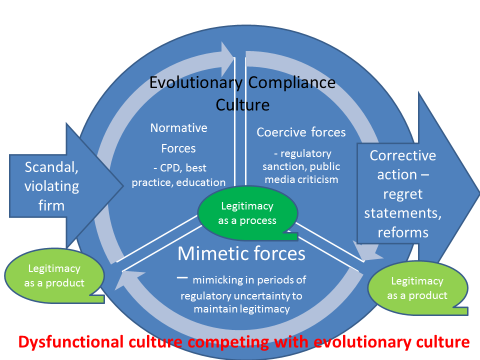 Evolutionary Compliance
Culture
Normative
Forces
- CPD, best
practice, education
Coercive forces
- regulatory
sanction, public
media criticism
Scandal,
violating
firm
Corrective
action –
regret
statements,
reforms
Legitimacy
as a process
Mimetic forces
– mimicking in periods of
regulatory uncertainty to
maintain legitimacy
Legitimacy
as a product
Legitimacy
as a product
Dysfunctional culture competing with evolutionary culture